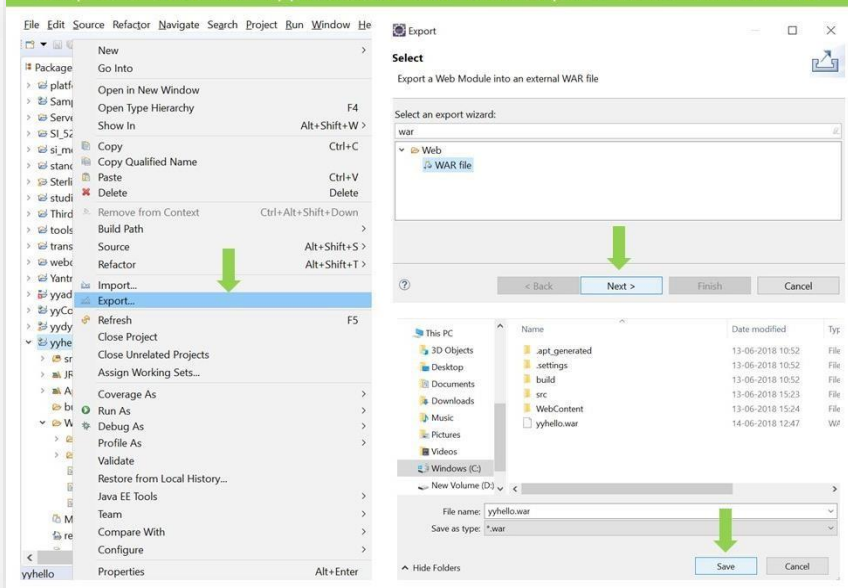 File Edit Source Refactor Navigate Search Project Run Window He
Package
platf
Sam
Serve
SI_52
si_m
stand
Sterli
studi
Third
tools
trans
webc
Yantr
yyad
yyCo
yydy
yyhe
sr
JR
A
bu
W
M
re
yyhello
New
Go Into
Open in New Window
Open Type Hierarchy F4
Show In Alt+Shift+W >
Copy Ctrl+C
Copy Qualified Name
Paste Ctrl+V
Delete Delete
Remove from Context Ctrl+Alt+Shift+Down
Build Path
Source Alt+Shift+S >
Refactor Alt+Shift+T >
Import...
Export...
Refresh F5
Close Project
Close Unrelated Projects
Assign Working Sets...
Coverage As
Run As
Debug As
Profile As
Validate
Restore from Local History...
Java EE Tools
Team
Compare With
Configure
Properties Alt+Enter
Export
Select
Export a Web Module into an external WAR file
Select an export wizard:
war
Web
WAR file
< Back Next > Finish Cancel
This PC
3D Objects
Desktop
Documents
Downloads
Music
Pictures
Videos
Windows (C:)
New Volume (D:)
Name Date modified Typ
.apt_generated 13-06-2018 10:52 File
.settings 13-06-2018 10:52 File
build 13-06-2018 10:52 File
src 13-06-2018 15:23 File
WebContent 13-06-2018 15:24 File
yyhello.war 14-06-2018 12:47 WA
File name: yyhello.war
Save as type: *.war
Hide Folders Save Cancel